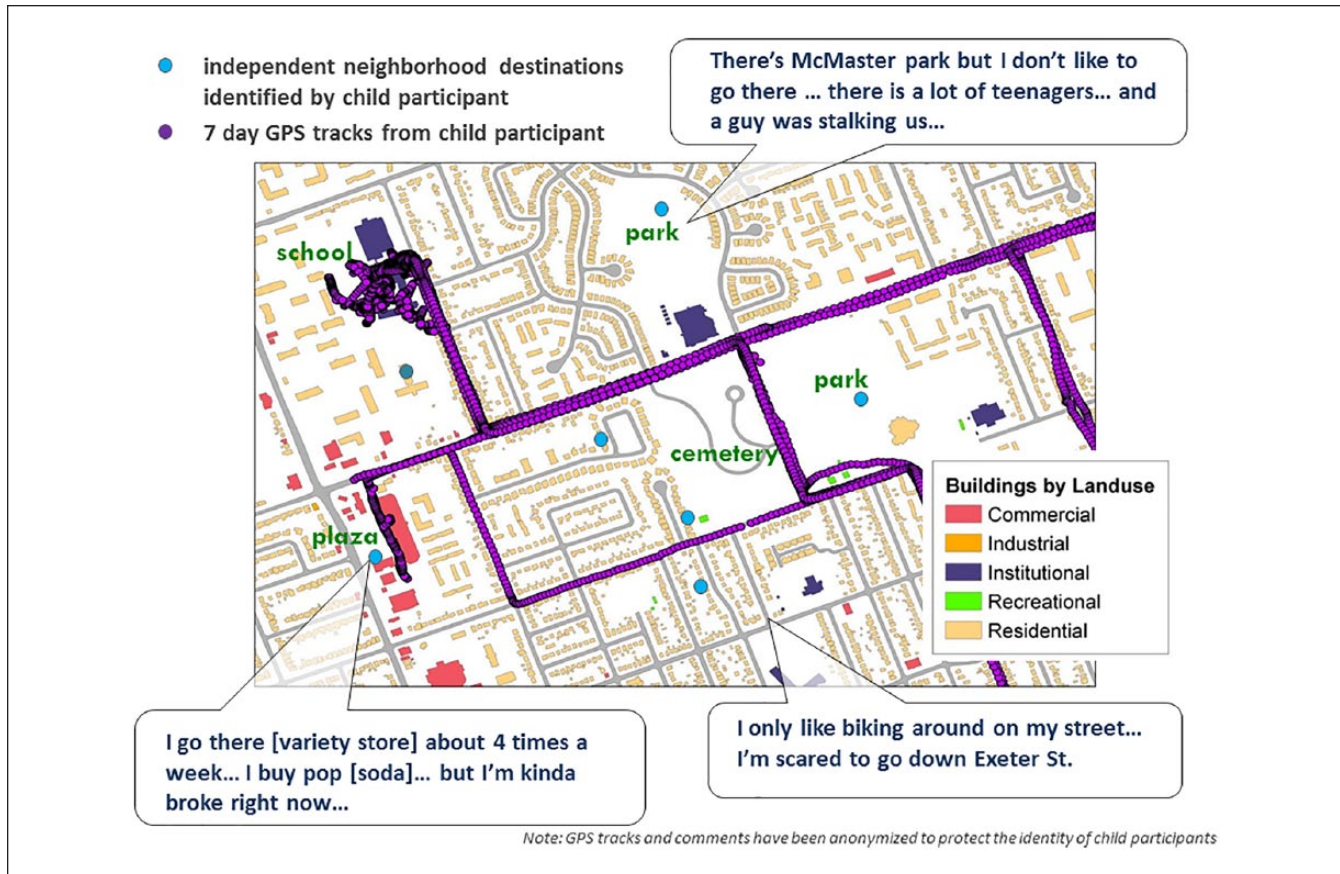 independent neighborhood destinations
identified by child participant
7 day GPS tracks from child participant
There's McMaster park but I don't like to
go there ... there is a lot of teenagers... and
a guy was stalking us...
school
park
park
cemetery
plaza
Buildings by Landuse
Commercial
Industrial
Institutional
Recreational
Residential
I go there [variety store] about 4 times a
week... I buy pop [soda]... but I'm kinda
broke right now...
I only like biking around on my street...
I'm scared to go down Exeter St.
Note: GPS tracks and comments have been anonymized to protect the identity of child participants